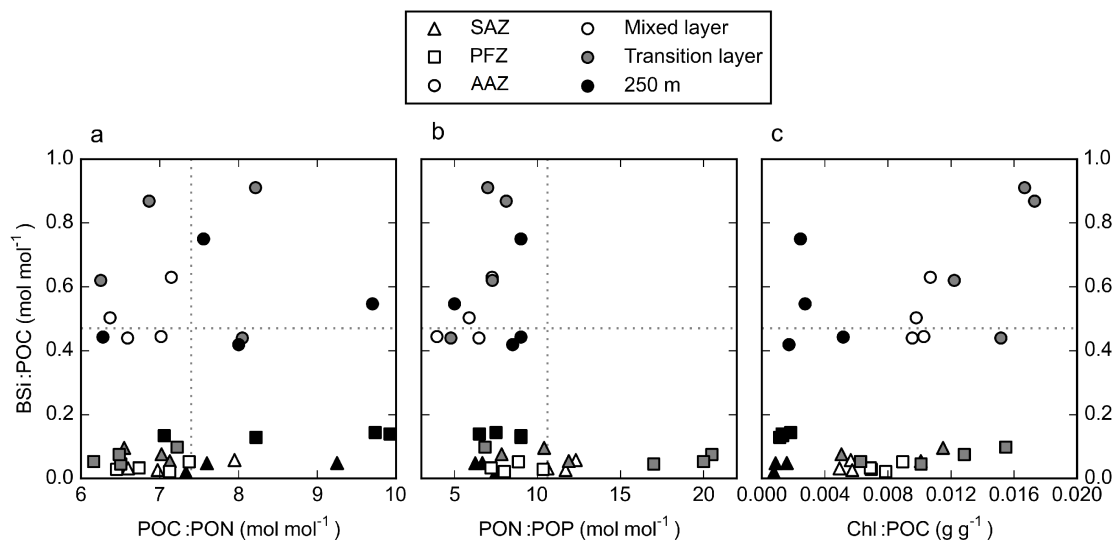 SAZ Mixed layer
PFZ Transition layer
AAZ 250 m
a b c
1.0 1.0
0.8 0.8
0.6 0.6
0.4 0.4
0.2 0.2
0.0 0.0
BSi:POC (mol mol⁻¹)
6 7 8 9 10 5 10 15 20 0.000 0.004 0.008 0.012 0.016 0.020
POC:PON (mol mol⁻¹) PON:POP (mol mol⁻¹) Chl:POC (g g⁻¹)